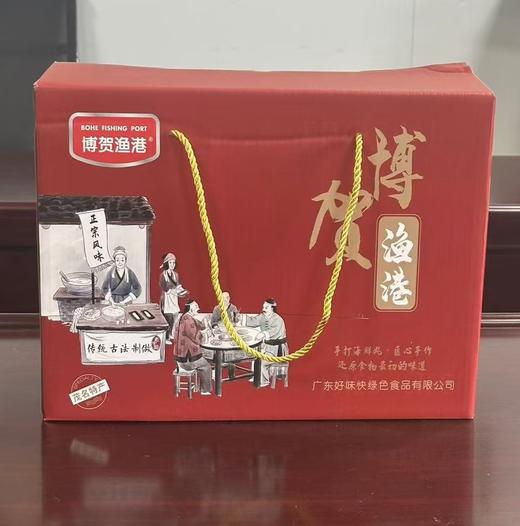 BOHE FISHING PORT
博贺渔港®
博贺
渔港
正宗风味
传统古法制做
茂名特产
手打海鲜丸·匠心手作
还原食物最初的味道
广东好味快绿色食品有限公司